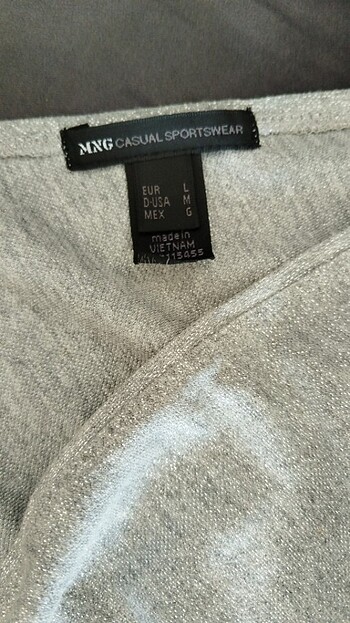 MNG CASUAL SPORTSWEAR
EUR L
D-USA M
MEX G
made in
VIETNAM